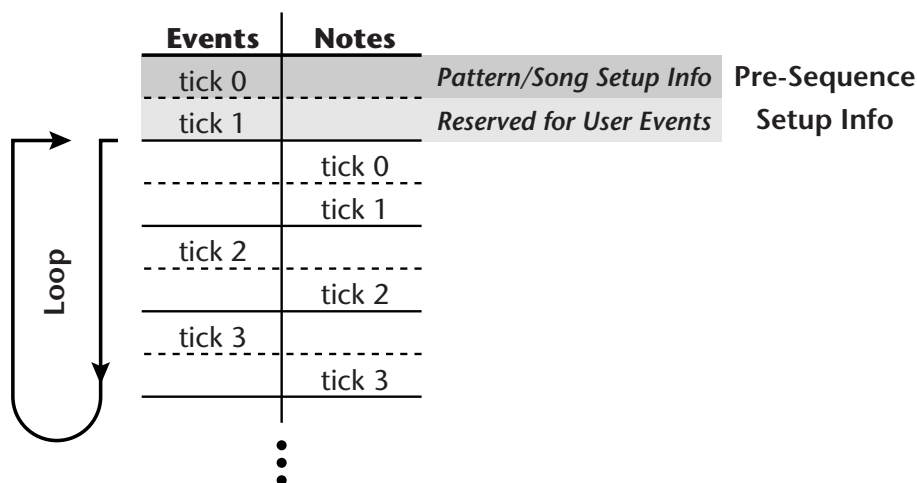 Events Notes
tick 0 Pattern/Song Setup Info Pre-Sequence
tick 1 Reserved for User Events Setup Info
tick 0
tick 1
tick 2
Loop
tick 2
tick 3
tick 3